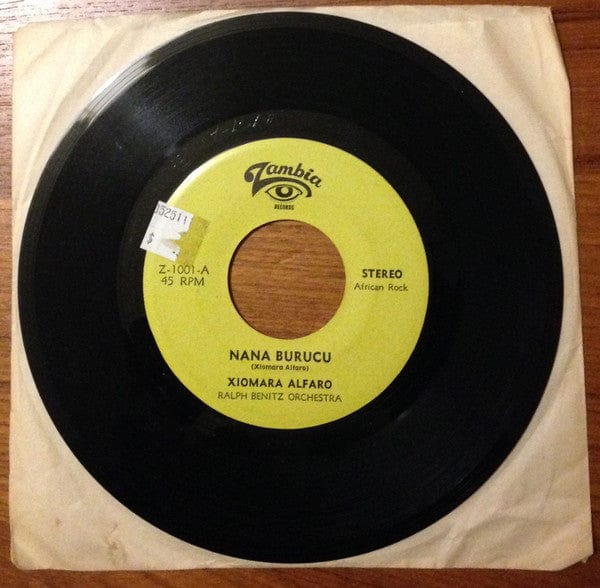 Zambia
RECORDS
$
Z-1001-A
45 RPM
STEREO
African Rock
NANA BURUCU
(Xiomara Alfaro)
XIOMARA ALFARO
RALPH BENITZ ORCHESTRA